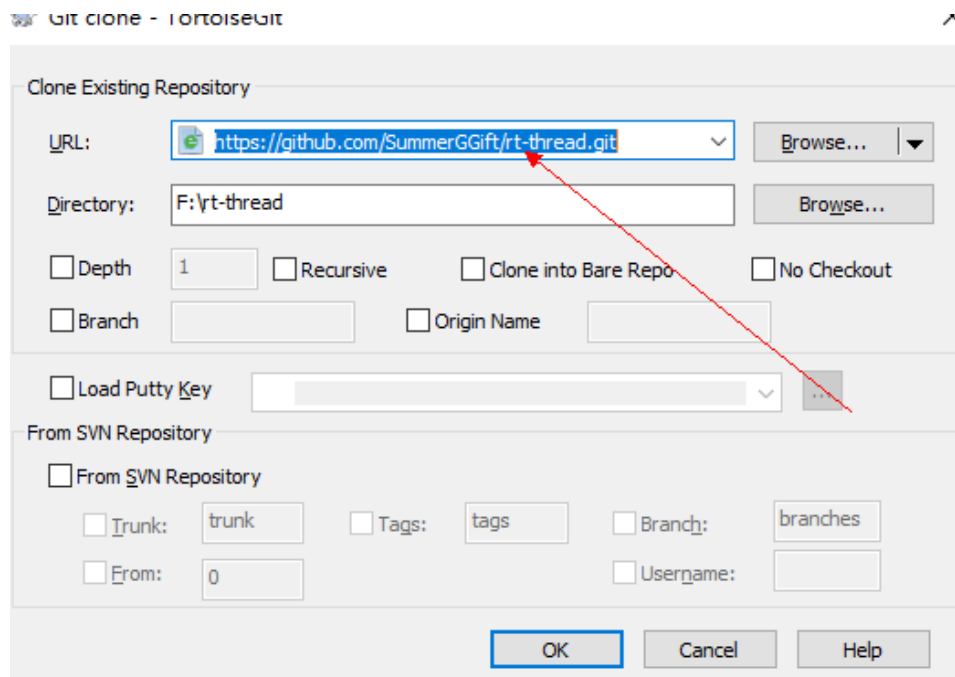 Git clone - TortoiseGit
Clone Existing Repository
URL: https://github.com/SummerGGift/rt-thread.git Browse...
Directory: F:\rt-thread Browse...
Depth 1 Recursive Clone into Bare Repo No Checkout
Branch Origin Name
Load Putty Key ...
From SVN Repository
From SVN Repository
Trunk: trunk Tags: tags Branch: branches
From: 0 Username:
OK Cancel Help